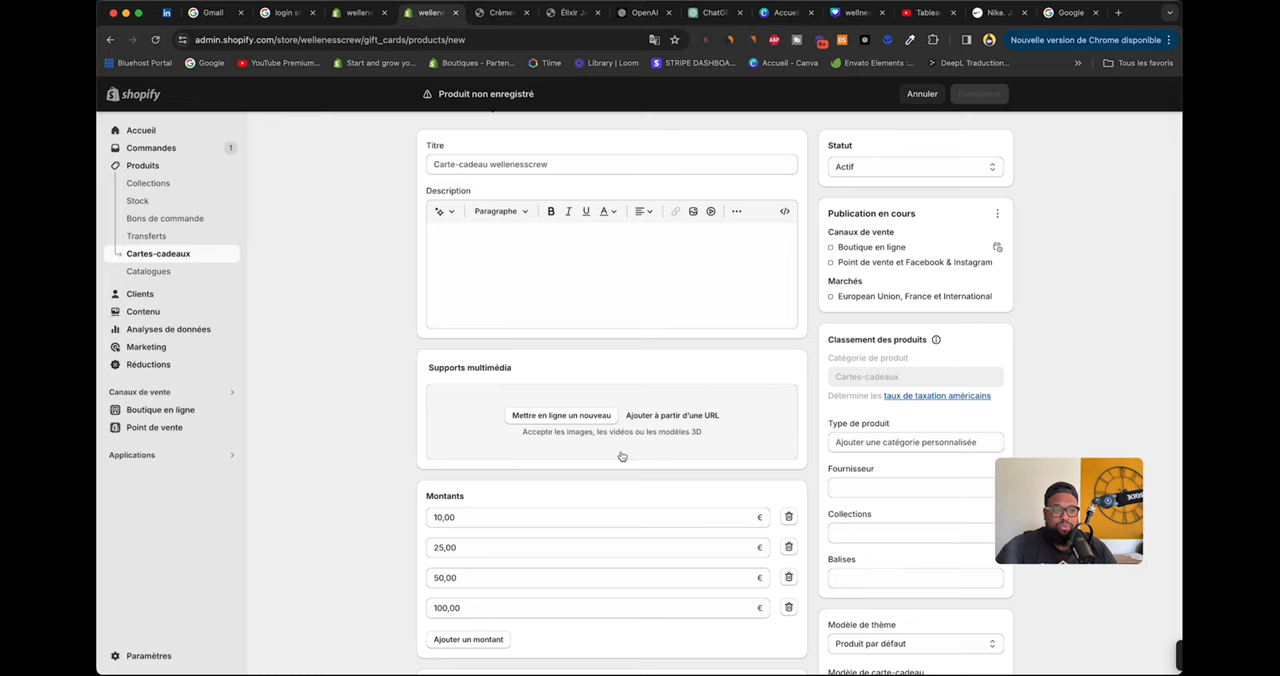 Gmail
login sh
wellene
wellen
Crèmes
Élixir Je
OpenAI
ChatG
Accueil
wellnes
Tableau
Nike. Ju
Google
admin.shopify.com/store/wellenesscrew/gift_cards/products/new
Nouvelle version de Chrome disponible
Bluehost Portal
Google
YouTube Premium...
Start and grow yo...
Boutiques - Parten...
Tiime
Library | Loom
STRIPE DASHBOA...
Accueil - Canva
Envato Elements :...
DeepL Traduction...
Tous les favoris
shopify
Produit non enregistré
Annuler
Enregistrer
Accueil
Commandes
1
Produits
Collections
Stock
Bons de commande
Transferts
Cartes-cadeaux
Catalogues
Clients
Contenu
Analyses de données
Marketing
Réductions
Canaux de vente
Boutique en ligne
Point de vente
Applications
Paramètres
Titre
Carte-cadeau wellenesscrew
Description
Paragraphe
B I U A
Supports multimédia
Mettre en ligne un nouveau
Ajouter à partir d'une URL
Accepte les images, les vidéos ou les modèles 3D
Montants
10,00 €
25,00 €
50,00 €
100,00 €
Ajouter un montant
Statut
Actif
Publication en cours
Canaux de vente
Boutique en ligne
Point de vente et Facebook & Instagram
Marchés
European Union, France et International
Classement des produits
Catégorie de produit
Cartes-cadeaux
Détermine les taux de taxation américains
Type de produit
Ajouter une catégorie personnalisée
Fournisseur
Collections
Balises
Modèle de thème
Produit par défaut
Modèle de carte-cadeau